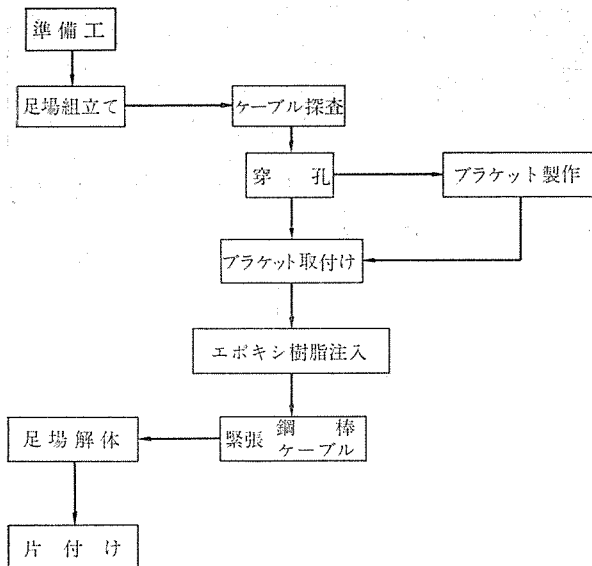 準備工
足場組立て
ケーブル探査
穿孔
ブラケット製作
ブラケット取付け
エポキシ樹脂注入
緊張 鋼棒
ケーブル
足場解体
片付け